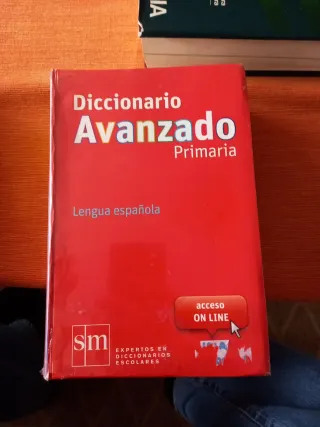 Diccionario
Avanzado
Primaria
Lengua española
acceso
ON LINE
sm
EXPERTOS EN
DICCIONARIOS
ESCOLARES